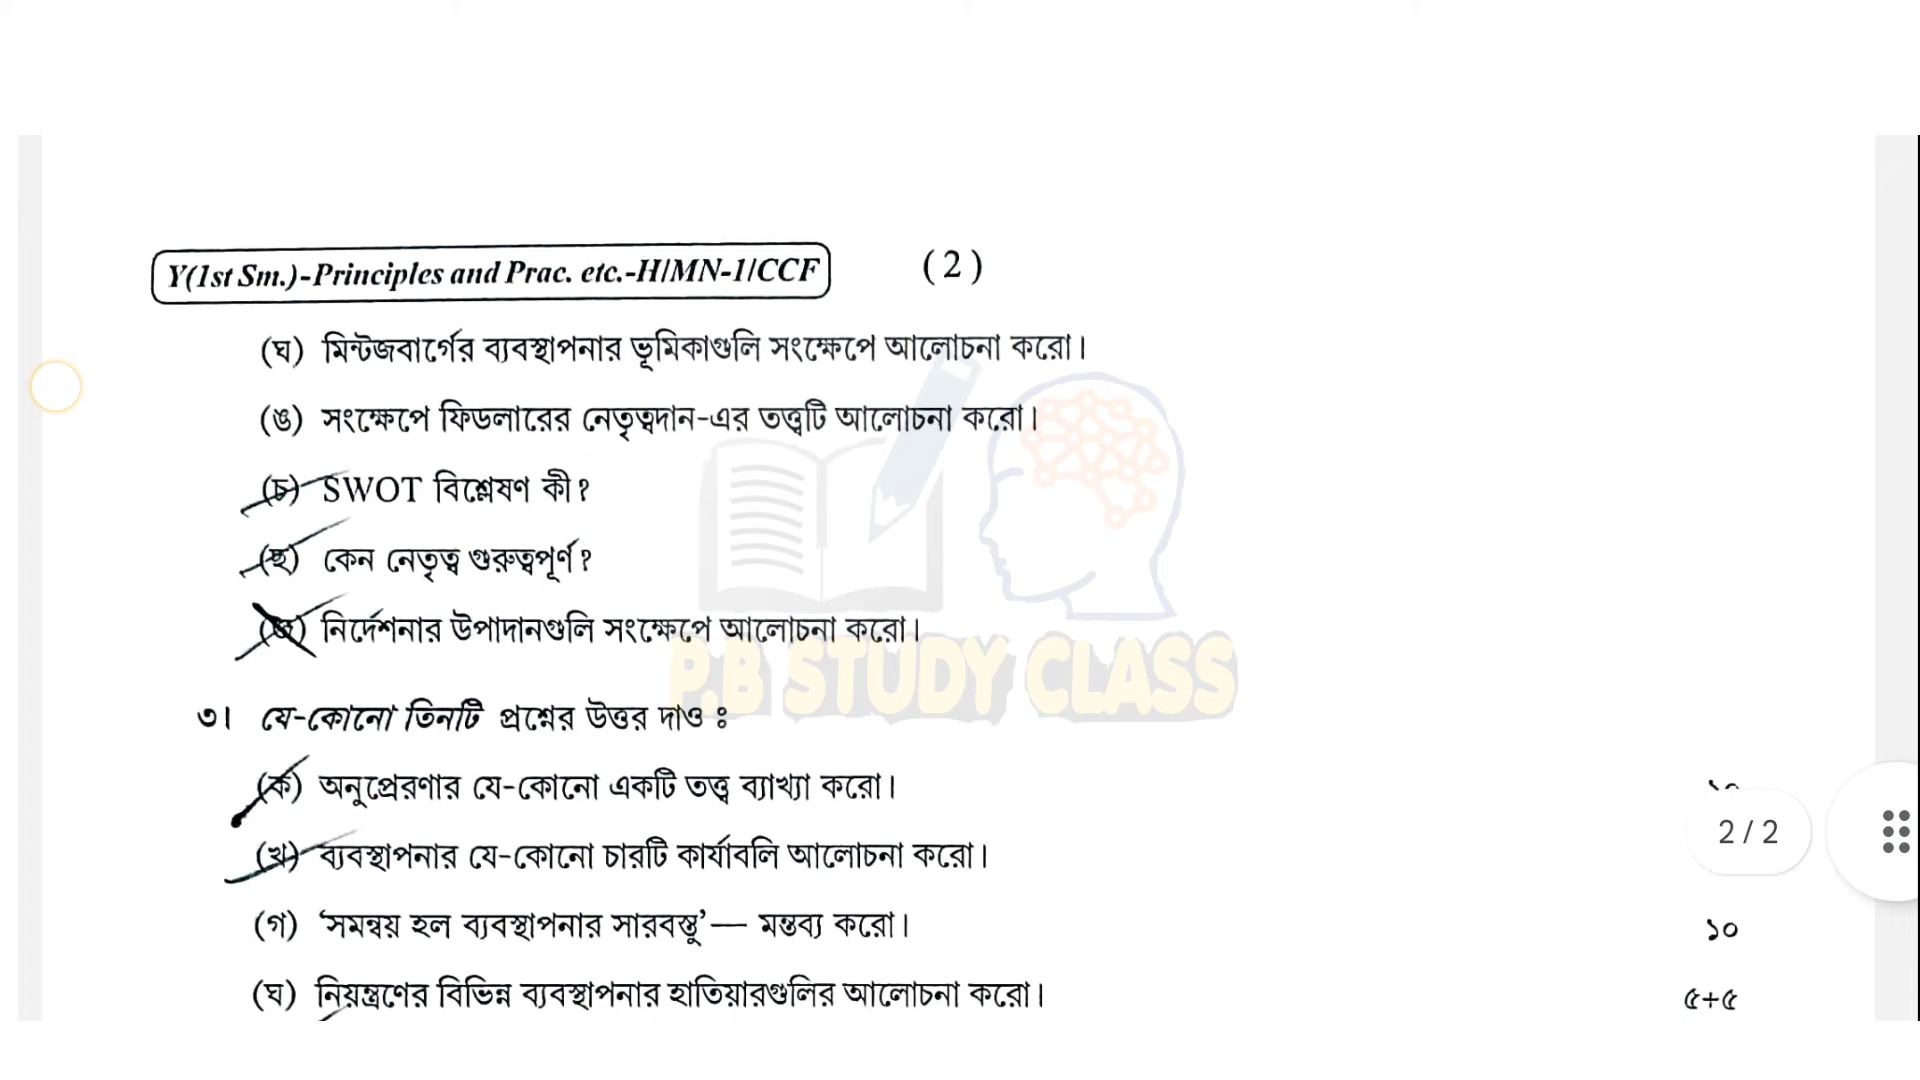 Y(1st Sm.)-Principles and Prac. etc.-H/MN-1/CCF
(2)
(ঘ) মিন্টজবার্গের ব্যবস্থাপনার ভূমিকাগুলি সংক্ষেপে আলোচনা করো।
(ঙ) সংক্ষেপে ফিডলারের নেতৃত্বদান-এর তত্ত্বটি আলোচনা করো।
(চ) SWOT বিশ্লেষণ কী?
(ছ) কেন নেতৃত্ব গুরুত্বপূর্ণ?
(জ) নির্দেশনার উপাদানগুলি সংক্ষেপে আলোচনা করো।
P.B STUDY CLASS
৩। যে-কোনো তিনটি প্রশ্নের উত্তর দাও ঃ
(ক) অনুপ্রেরণার যে-কোনো একটি তত্ত্ব ব্যাখ্যা করো। ১০
(খ) ব্যবস্থাপনার যে-কোনো চারটি কার্যাবলি আলোচনা করো।
2 / 2
(গ) ‘সমন্বয় হল ব্যবস্থাপনার সারবস্তু’— মন্তব্য করো। ১০
(ঘ) নিয়ন্ত্রণের বিভিন্ন ব্যবস্থাপনার হাতিয়ারগুলির আলোচনা করো। ৫+৫